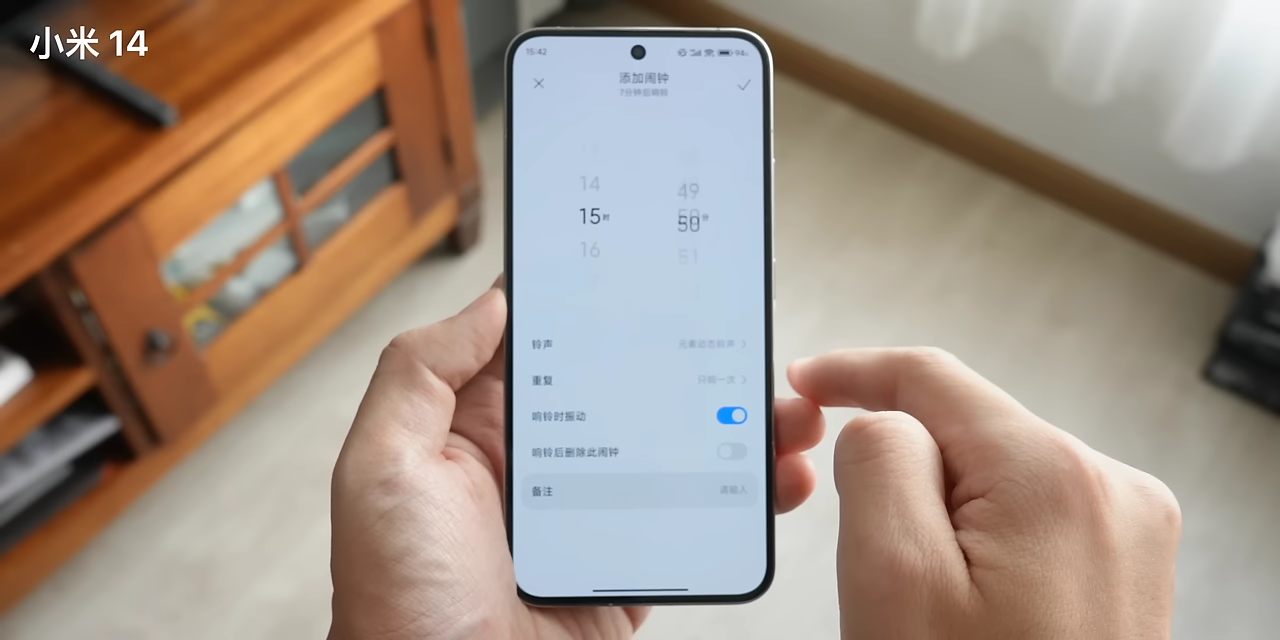 小米 14
15:42
94
添加闹钟
7分钟后响铃
14
49
15时
50分
16
51
铃声
元素动态铃声
重复
只响一次
响铃时振动
响铃后删除此闹钟
备注
请输入